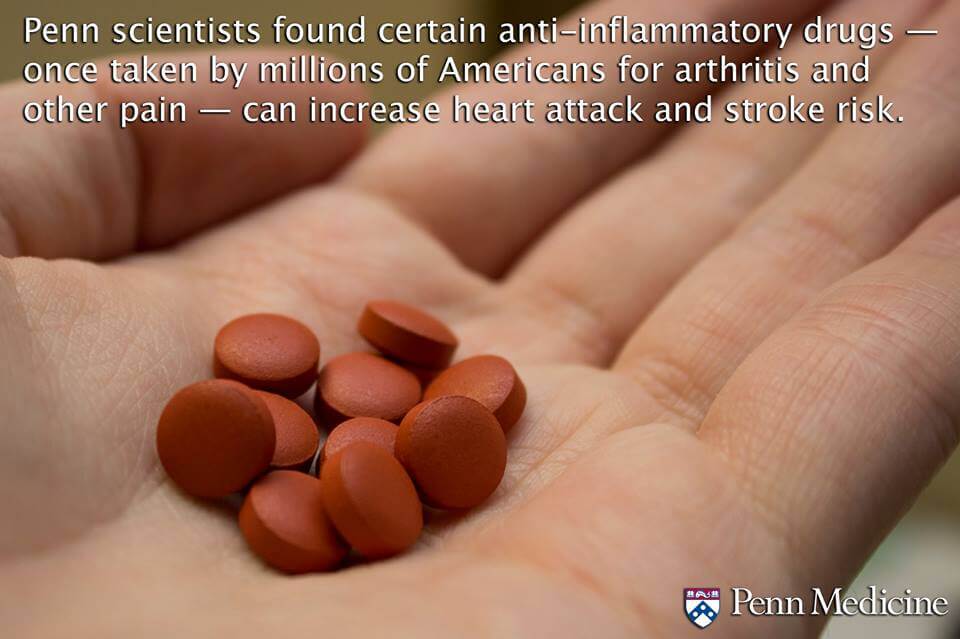 Penn scientists found certain anti-inflammatory drugs —
once taken by millions of Americans for arthritis and
other pain — can increase heart attack and stroke risk.
Penn Medicine